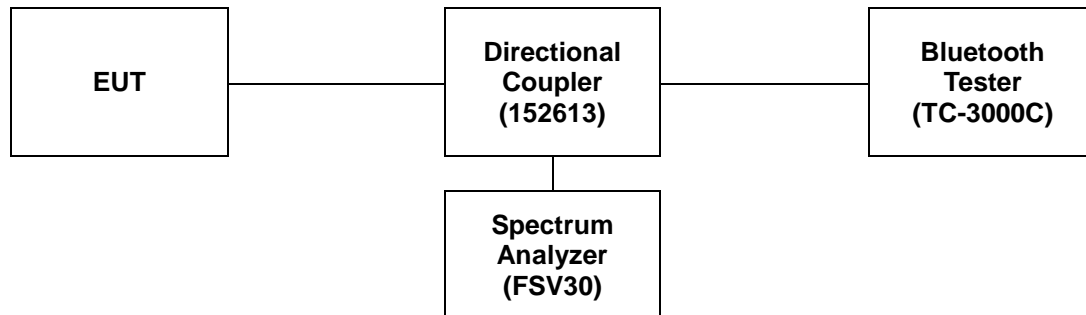 EUT
Directional
Coupler
(152613)
Bluetooth
Tester
(TC-3000C)
Spectrum
Analyzer
(FSV30)